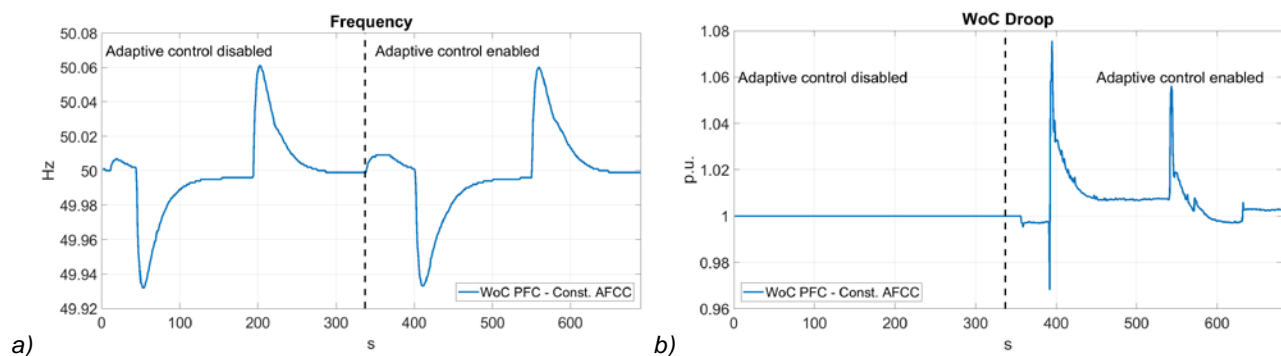 Frequency
50.08
50.06
50.04
50.02
50
49.98
49.96
49.94
49.92
Hz
Adaptive control disabled
Adaptive control enabled
WoC PFC - Const. AFCC
0 100 200 300 400 500 600
s
a)
WoC Droop
1.08
1.06
1.04
1.02
1
0.98
0.96
p.u.
Adaptive control disabled
Adaptive control enabled
WoC PFC - Const. AFCC
0 100 200 300 400 500 600
s
b)